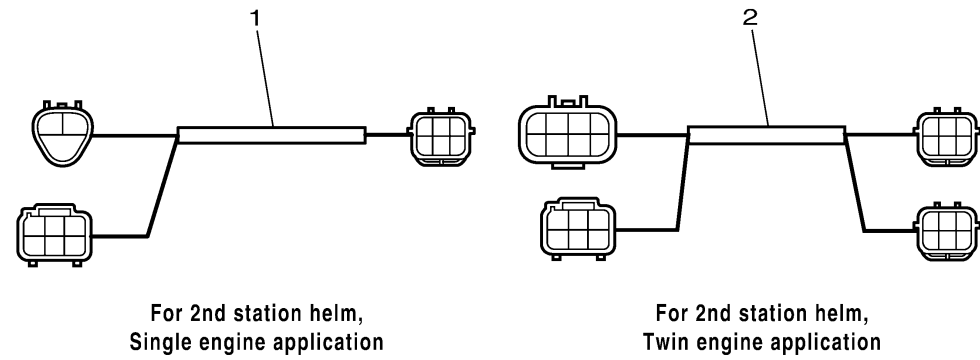 1
2
For 2nd station helm,
Single engine application
For 2nd station helm,
Twin engine application